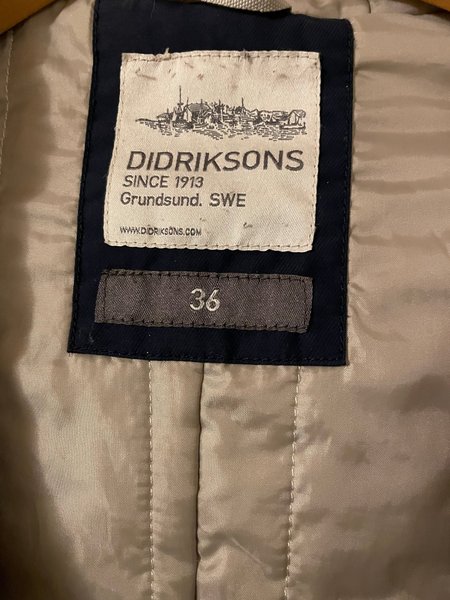 DIDRIKSONS
SINCE 1913
Grundsund. SWE
WWW.DIDRIKSONS.COM
36